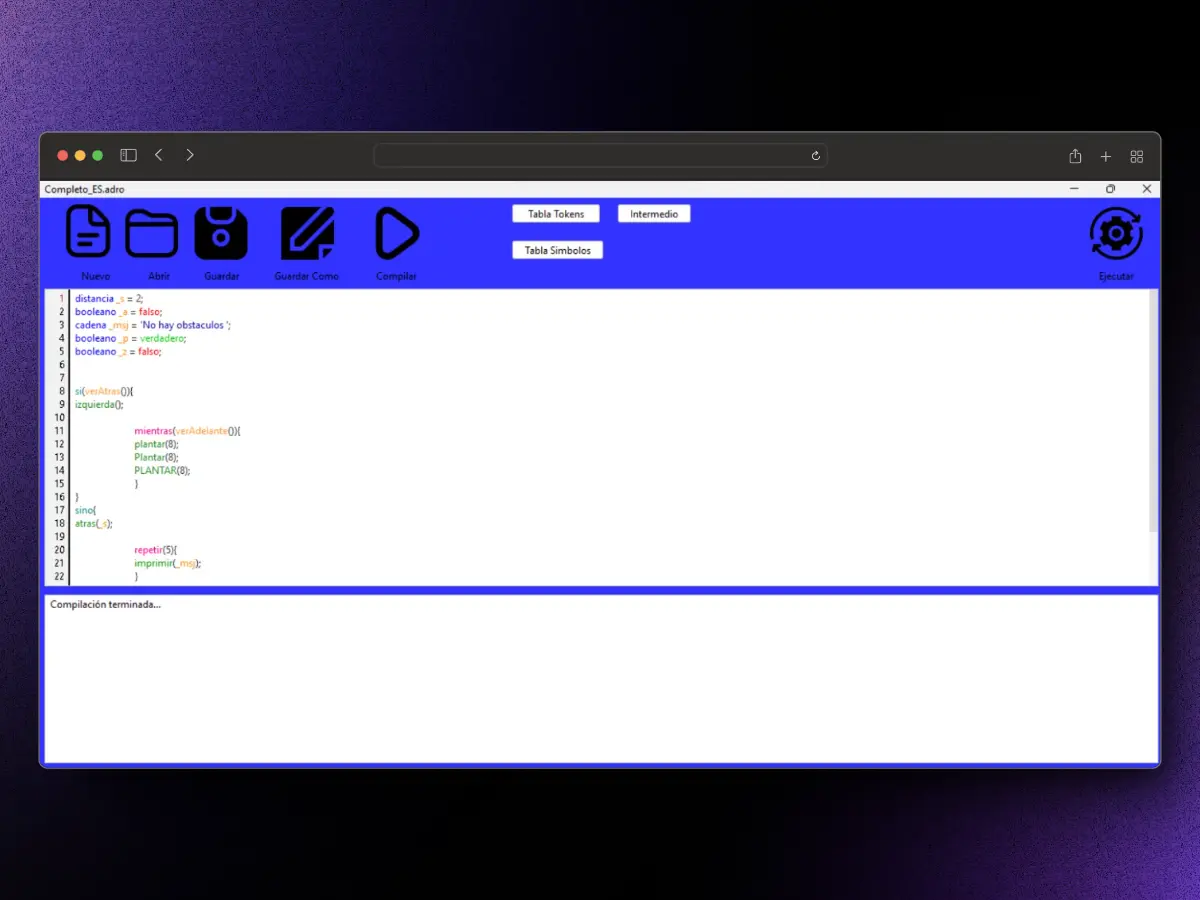 Completo_ES.adro
Tabla Tokens Intermedio
Tabla Simbolos
Nuevo Abrir Guardar Guardar Como Compilar Ejecutar
1 distancia _s = 2;
2 booleano _a = falso;
3 cadena _msj = 'No hay obstaculos ';
4 booleano _p = verdadero;
5 booleano _z = falso;
6
7
8 si(verAtras()){
9 izquierda();
10
11 mientras(verAdelante()){
12 plantar(8);
13 Plantar(8);
14 PLANTAR(8);
15 }
16 }
17 sino{
18 atras(_s);
19
20 repetir(5){
21 imprimir(_msj);
22 }
Compilación terminada...